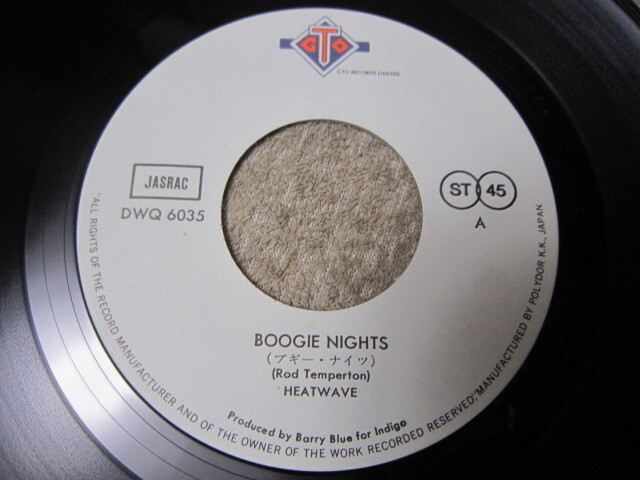 GTO
GTO RECORDS LIMITED
JASRAC
DWQ 6035
ST 45
A
BOOGIE NIGHTS
(ブギー・ナイツ)
(Rod Temperton)
HEATWAVE
Produced by Barry Blue for Indigo
"ALL RIGHTS OF THE RECORD MANUFACTURER AND OF THE OWNER OF THE WORK RECORDED RESERVED," MANUFACTURED BY POLYDOR K.K., JAPAN.